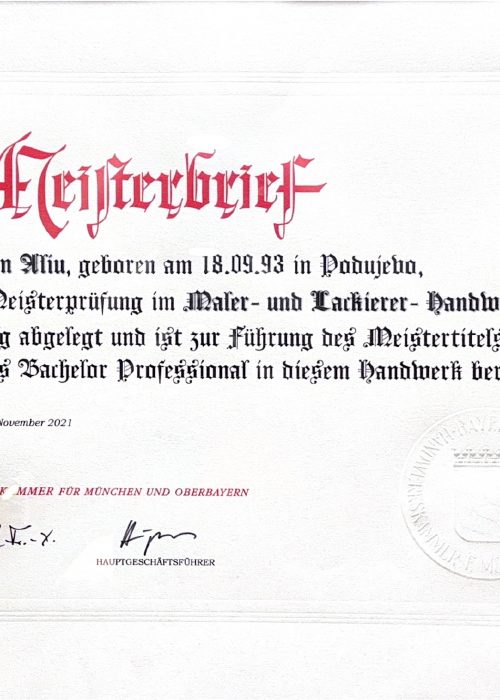 Meisterbrief
n Aliu, geboren am 18.09.93 in Podujevo,
Meisterprüfung im Maler- und Lackierer- Handw
g abgelegt und ist zur Führung des Meistertitels
s Bachelor Professional in diesem Handwerk ber
November 2021
KAMMER FÜR MÜNCHEN UND OBERBAYERN
HAUPTGESCHÄFTSFÜHRER